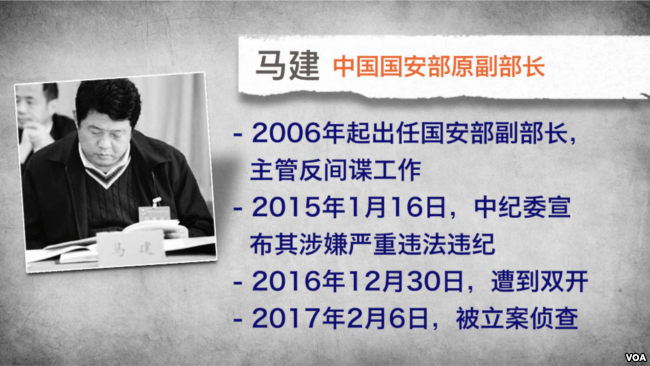 马建 中国国安部原副部长
- 2006年起出任国安部副部长，
主管反间谍工作
- 2015年1月16日，中纪委宣
布其涉嫌严重违法违纪
- 2016年12月30日，遭到双开
- 2017年2月6日，被立案侦查
马 建
VOA